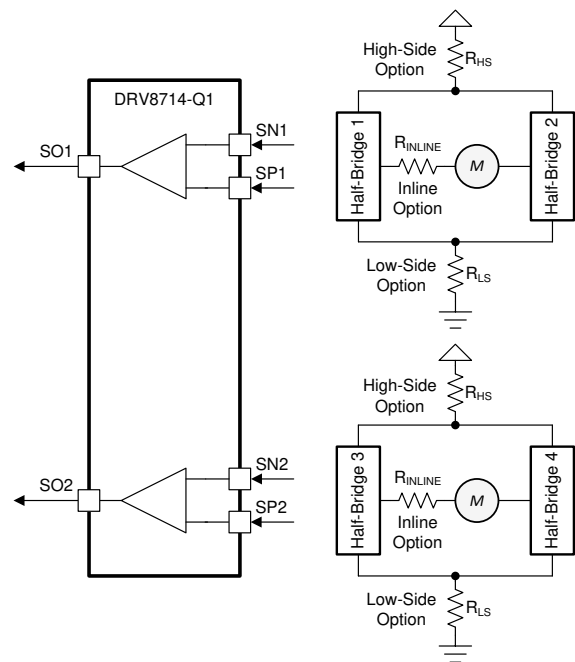 DRV8714-Q1
SO1
SN1
SP1
SO2
SN2
SP2
High-Side
Option
R_HS
Half-Bridge 1
R_INLINE
M
Inline
Option
Half-Bridge 2
Low-Side
Option
R_LS
High-Side
Option
R_HS
Half-Bridge 3
R_INLINE
M
Inline
Option
Half-Bridge 4
Low-Side
Option
R_LS